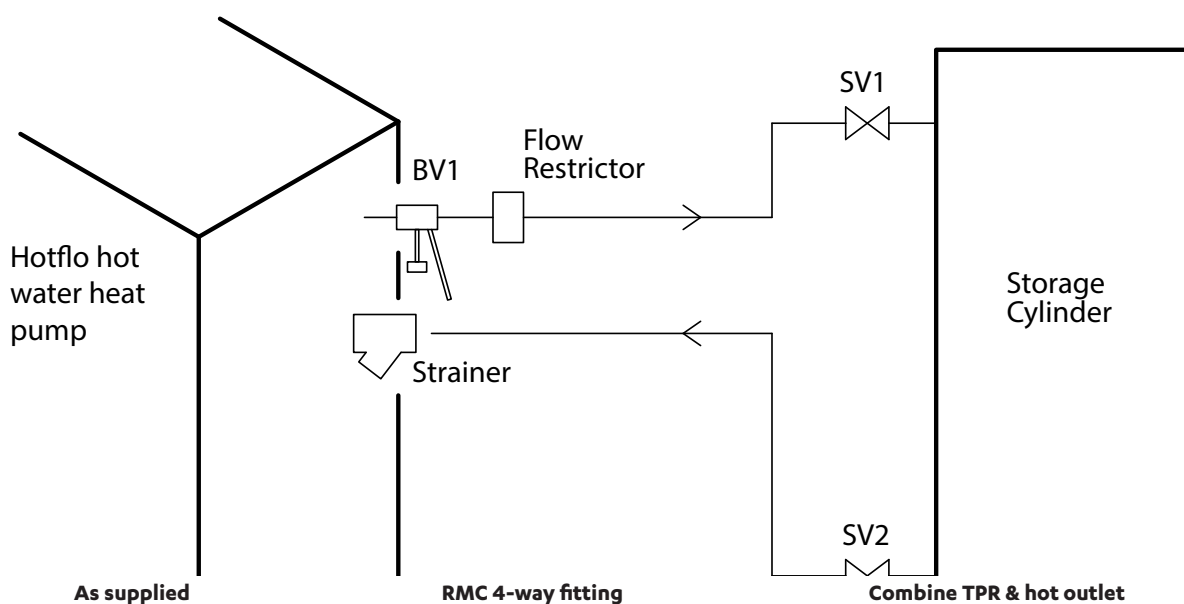 SV1
Flow
Restrictor
BV1
Hotflo hot
water heat
pump
Storage
Cylinder
Strainer
SV2
As supplied
RMC 4-way fitting
Combine TPR & hot outlet